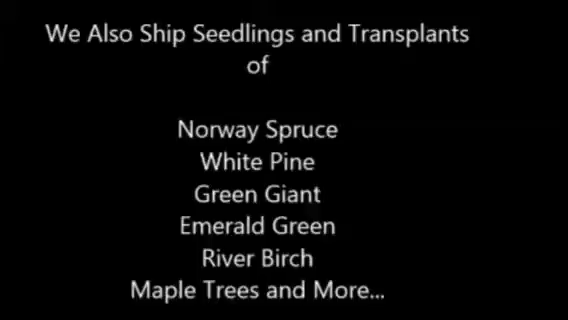 We Also Ship Seedlings and Transplants
of
Norway Spruce
White Pine
Green Giant
Emerald Green
River Birch
Maple Trees and More...